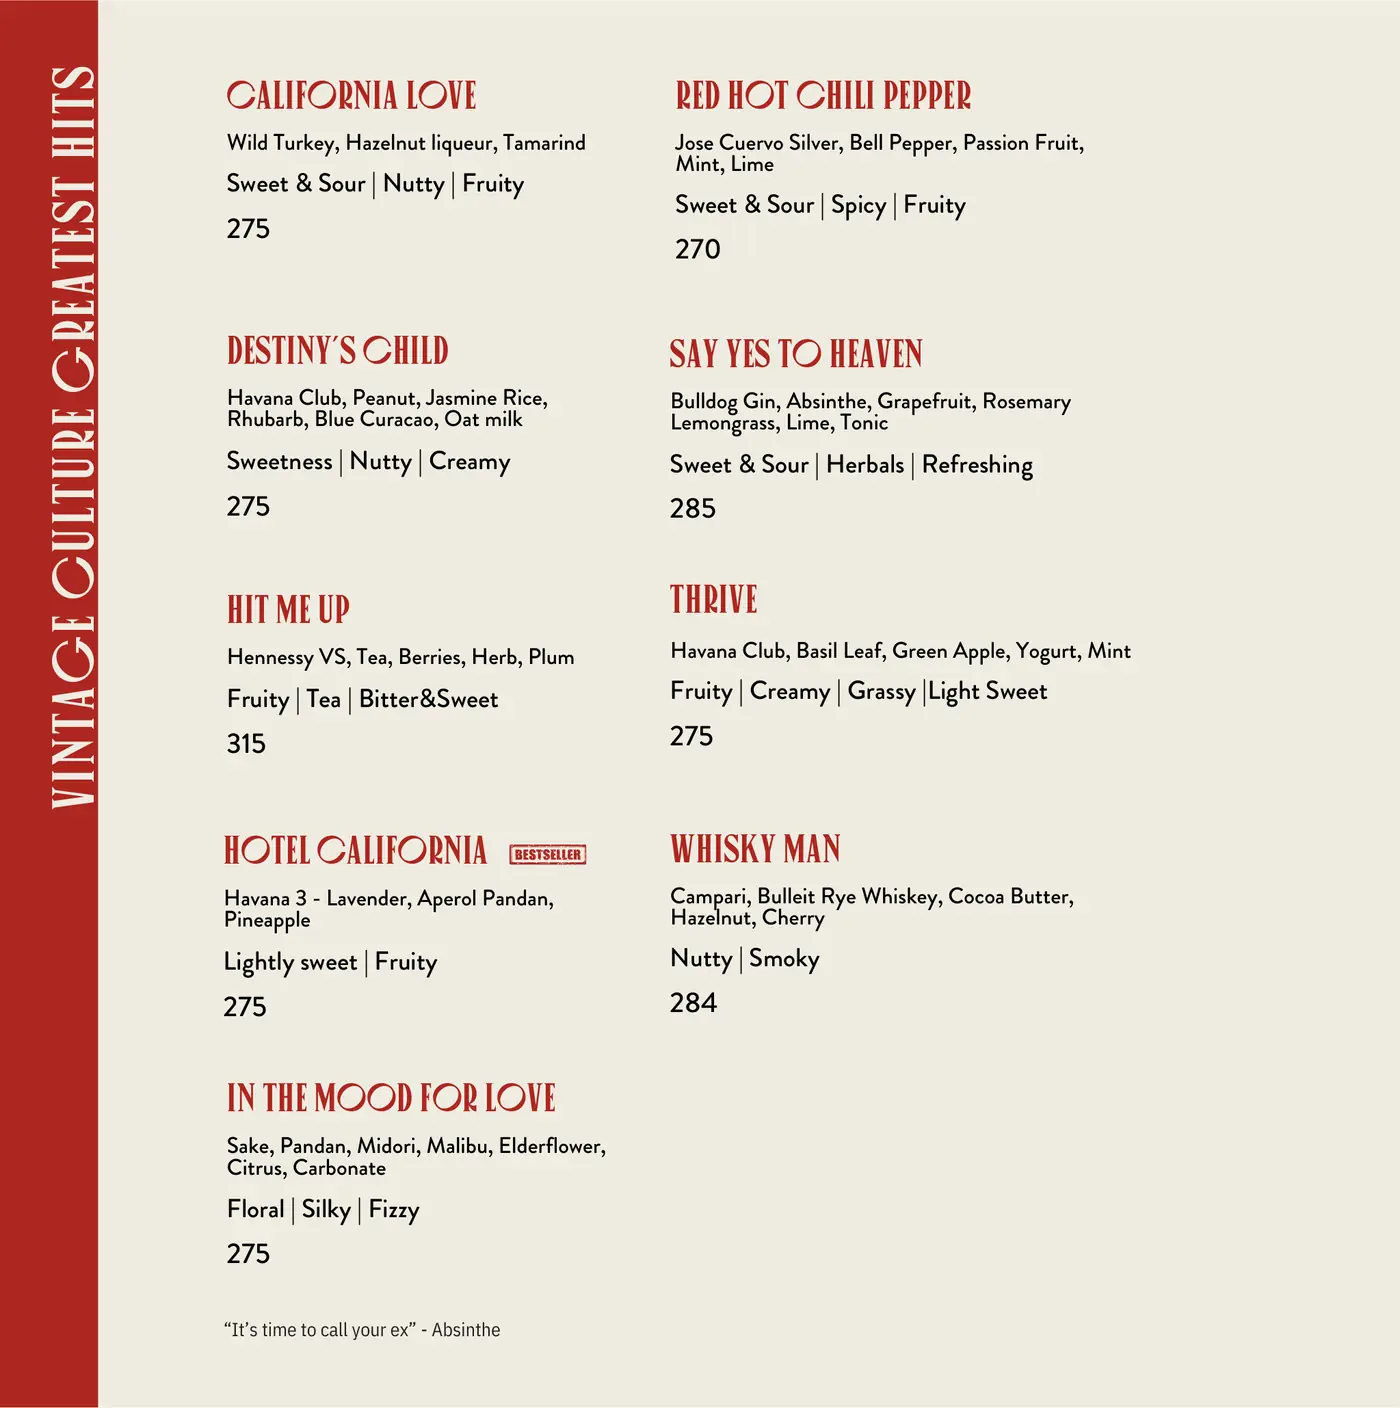 VINTAGE CULTURE GREATEST HITS
CALIFORNIA LOVE
Wild Turkey, Hazelnut liqueur, Tamarind
Sweet & Sour | Nutty | Fruity
275
DESTINY'S CHILD
Havana Club, Peanut, Jasmine Rice,
Rhubarb, Blue Curacao, Oat milk
Sweetness | Nutty | Creamy
275
HIT ME UP
Hennessy VS, Tea, Berries, Herb, Plum
Fruity | Tea | Bitter&Sweet
315
HOTEL CALIFORNIA BESTSELLER
Havana 3 - Lavender, Aperol Pandan,
Pineapple
Lightly sweet | Fruity
275
IN THE MOOD FOR LOVE
Sake, Pandan, Midori, Malibu, Elderflower,
Citrus, Carbonate
Floral | Silky | Fizzy
275
RED HOT CHILI PEPPER
Jose Cuervo Silver, Bell Pepper, Passion Fruit,
Mint, Lime
Sweet & Sour | Spicy | Fruity
270
SAY YES TO HEAVEN
Bulldog Gin, Absinthe, Grapefruit, Rosemary
Lemongrass, Lime, Tonic
Sweet & Sour | Herbals | Refreshing
285
THRIVE
Havana Club, Basil Leaf, Green Apple, Yogurt, Mint
Fruity | Creamy | Grassy |Light Sweet
275
WHISKY MAN
Campari, Bulleit Rye Whiskey, Cocoa Butter,
Hazelnut, Cherry
Nutty | Smoky
284
“It’s time to call your ex” - Absinthe